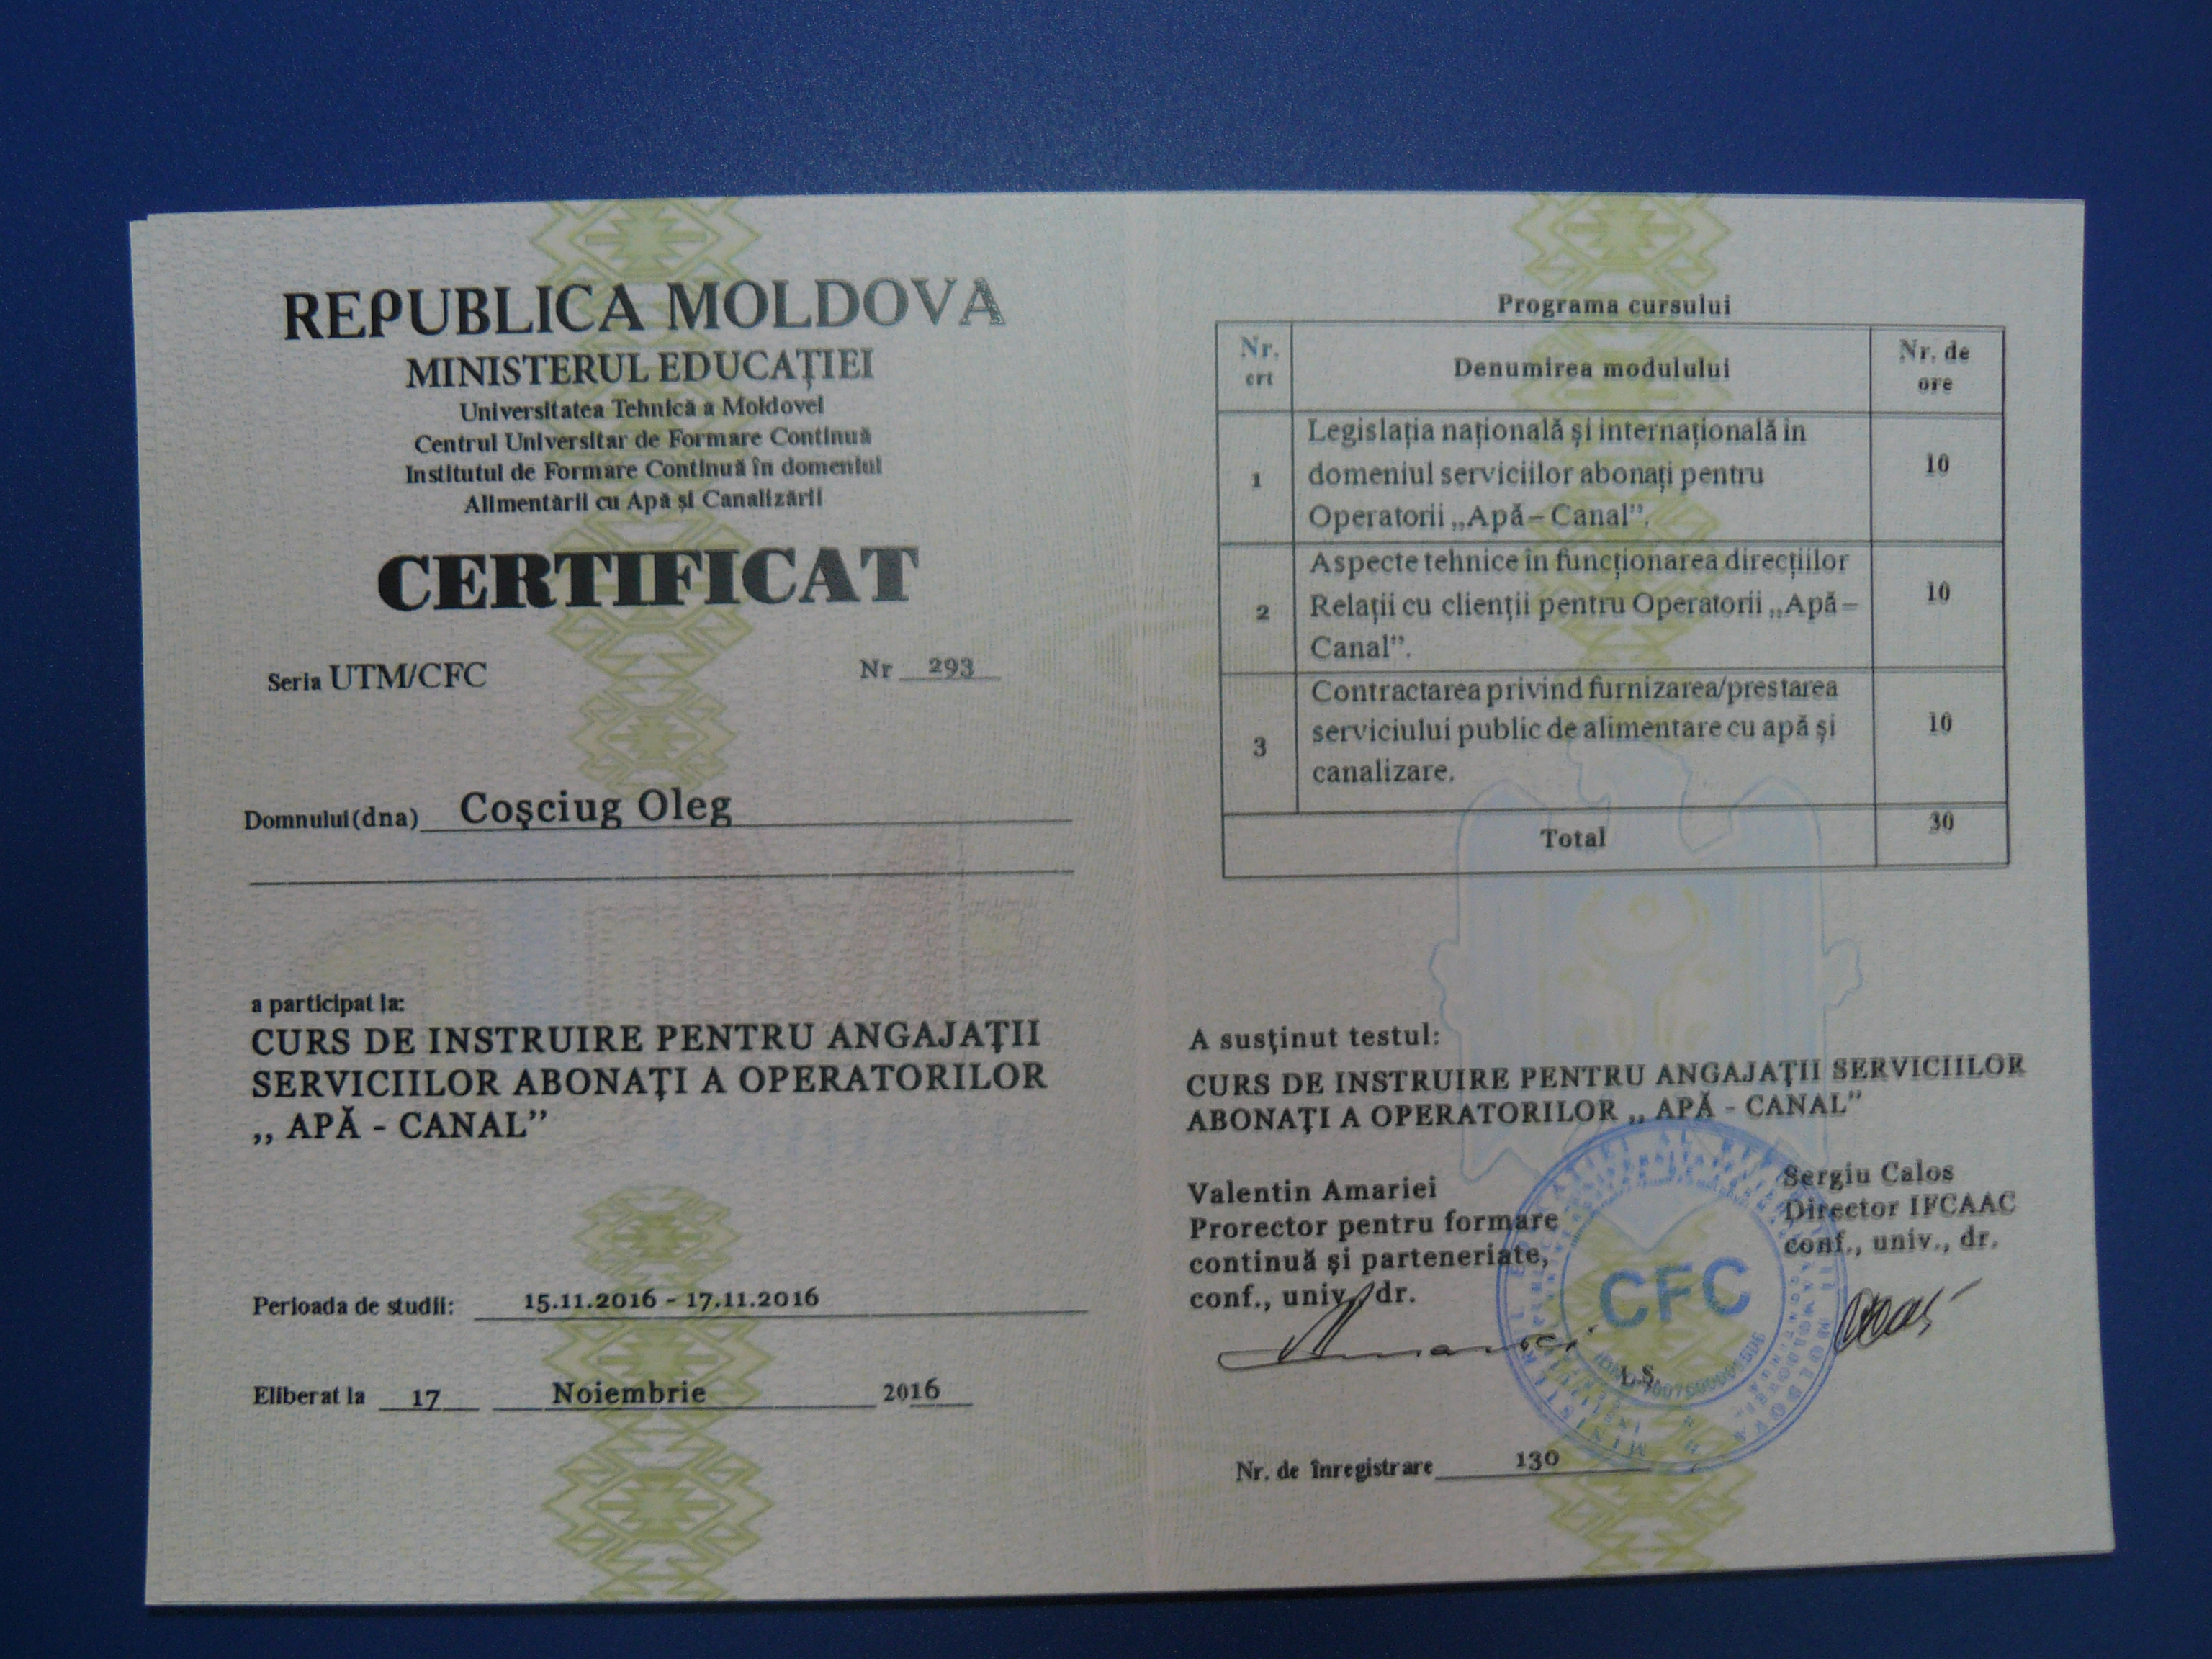 REPUBLICA MOLDOVA
MINISTERUL EDUCAȚIEI
Universitatea Tehnică a Moldovei
Centrul Universitar de Formare Continuă
Institutul de Formare Continuă în domeniul
Alimentării cu Apă și Canalizării
CERTIFICAT
Seria UTM/CFC Nr 293
Domnului(dna) Coşciug Oleg
a participat la:
CURS DE INSTRUIRE PENTRU ANGAJAŢII
SERVICIILOR ABONAŢI A OPERATORILOR
„ APĂ - CANAL”
Perioada de studii: 15.11.2016 - 17.11.2016
Eliberat la 17 Noiembrie 2016
Programa cursului
Nr. crt Denumirea modulului Nr. de ore
1 Legislația națională și internațională în
domeniul serviciilor abonați pentru
Operatorii „Apă – Canal”. 10
2 Aspecte tehnice în funcționarea direcțiilor
Relații cu clienții pentru Operatorii „Apă –
Canal”. 10
3 Contractarea privind furnizarea/prestarea
serviciului public de alimentare cu apă și
canalizare. 10
Total 30
A susţinut testul:
CURS DE INSTRUIRE PENTRU ANGAJAŢII SERVICIILOR
ABONAŢI A OPERATORILOR „ APĂ - CANAL”
Valentin Amariei
Prorector pentru formare
continuă şi parteneriate,
conf., univ., dr.
Sergiu Calos
Director IFCAAC
conf., univ., dr.
CFC
L.S.
Nr. de înregistrare 130